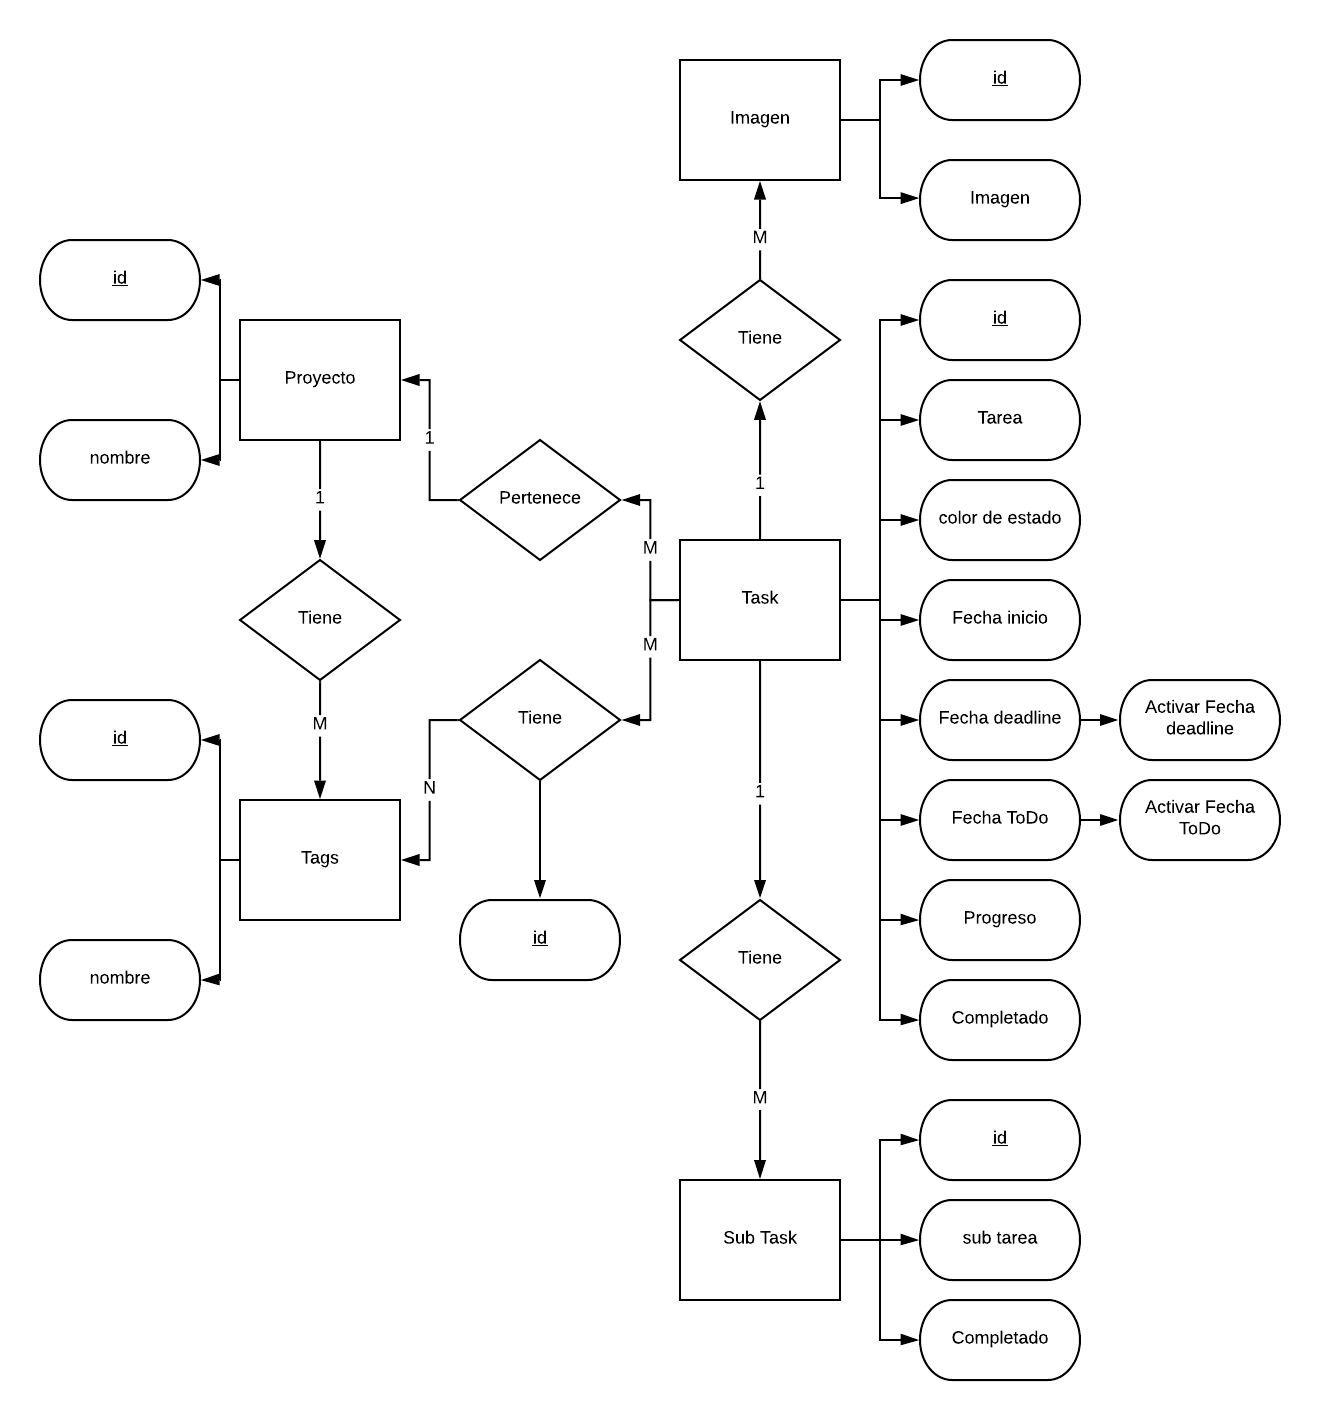 id
Imagen
Imagen
M
id
Tiene
id
Proyecto
Tarea
1
nombre
1
Pertenece
1
color de estado
M
Task
Tiene
Fecha inicio
M
Activar Fecha
deadline
Tiene
Fecha deadline
M
id
1
N
Activar Fecha
ToDo
Fecha ToDo
Tags
Progreso
id
Tiene
nombre
Completado
M
id
Sub Task
sub tarea
Completado